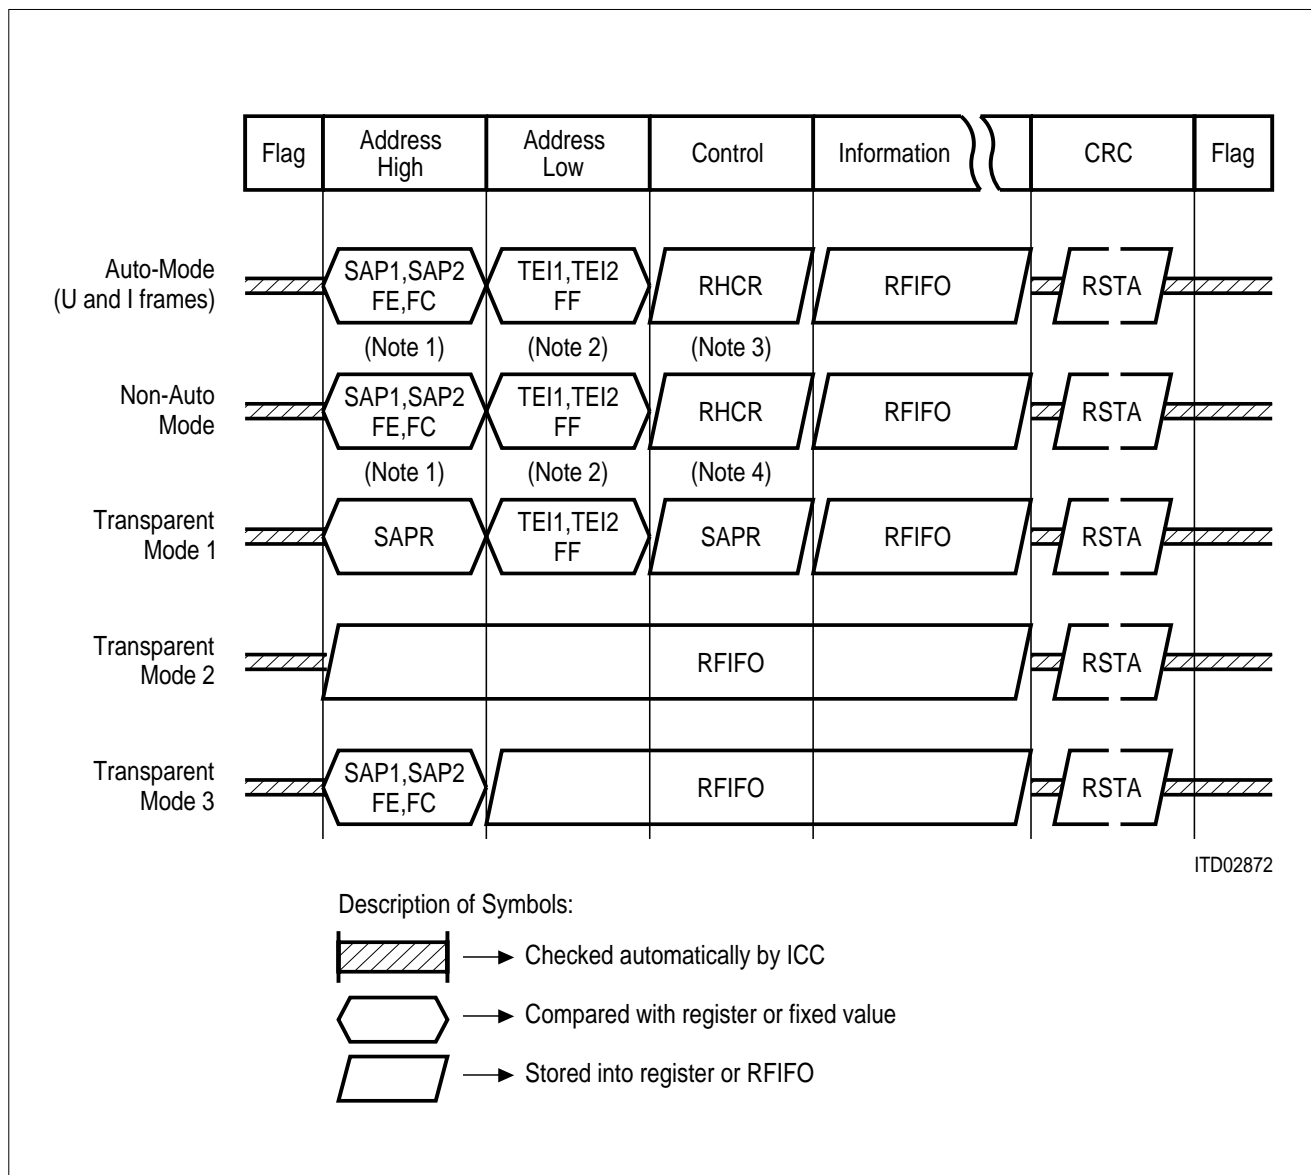 Flag
Address
High
Address
Low
Control
Information
CRC
Flag
Auto-Mode
(U and I frames)
SAP1,SAP2
FE,FC
TEI1,TEI2
FF
RHCR
RFIFO
RSTA
(Note 1)
(Note 2)
(Note 3)
Non-Auto
Mode
SAP1,SAP2
FE,FC
TEI1,TEI2
FF
RHCR
RFIFO
RSTA
(Note 1)
(Note 2)
(Note 4)
Transparent
Mode 1
SAPR
TEI1,TEI2
FF
SAPR
RFIFO
RSTA
Transparent
Mode 2
RFIFO
RSTA
Transparent
Mode 3
SAP1,SAP2
FE,FC
RFIFO
RSTA
ITD02872
Description of Symbols:
Checked automatically by ICC
Compared with register or fixed value
Stored into register or RFIFO